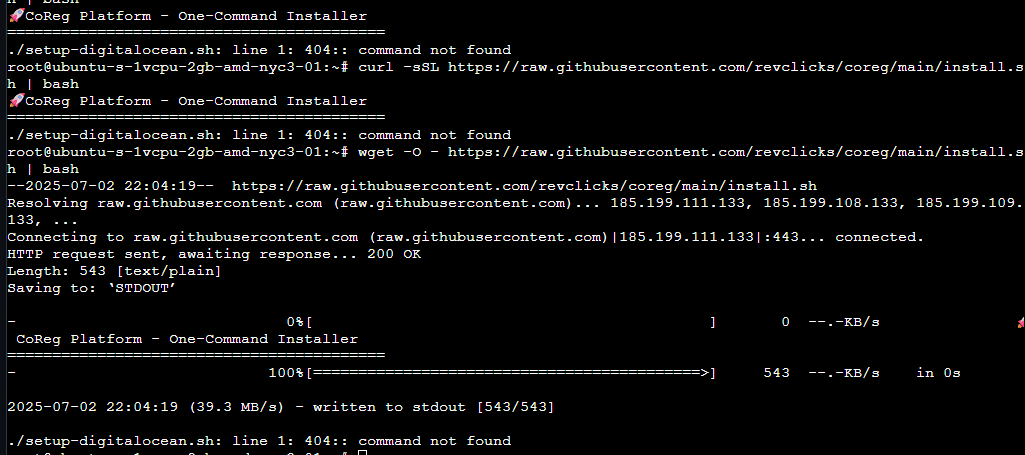 h | bash
🚀CoReg Platform - One-Command Installer
==========================================
./setup-digitalocean.sh: line 1: 404:: command not found
root@ubuntu-s-1vcpu-2gb-amd-nyc3-01:~# curl -sSL https://raw.githubusercontent.com/revclicks/coreg/main/install.s
h | bash
🚀CoReg Platform - One-Command Installer
==========================================
./setup-digitalocean.sh: line 1: 404:: command not found
root@ubuntu-s-1vcpu-2gb-amd-nyc3-01:~# wget -O - https://raw.githubusercontent.com/revclicks/coreg/main/install.s
h | bash
--2025-07-02 22:04:19--  https://raw.githubusercontent.com/revclicks/coreg/main/install.sh
Resolving raw.githubusercontent.com (raw.githubusercontent.com)... 185.199.111.133, 185.199.108.133, 185.199.109.
133, ...
Connecting to raw.githubusercontent.com (raw.githubusercontent.com)|185.199.111.133|:443... connected.
HTTP request sent, awaiting response... 200 OK
Length: 543 [text/plain]
Saving to: ‘STDOUT’
-                              0%[                                            ]       0  --.-KB/s               🚀
 CoReg Platform - One-Command Installer
==========================================
-                            100%[===========================================>]     543  --.-KB/s    in 0s
2025-07-02 22:04:19 (39.3 MB/s) - written to stdout [543/543]
./setup-digitalocean.sh: line 1: 404:: command not found